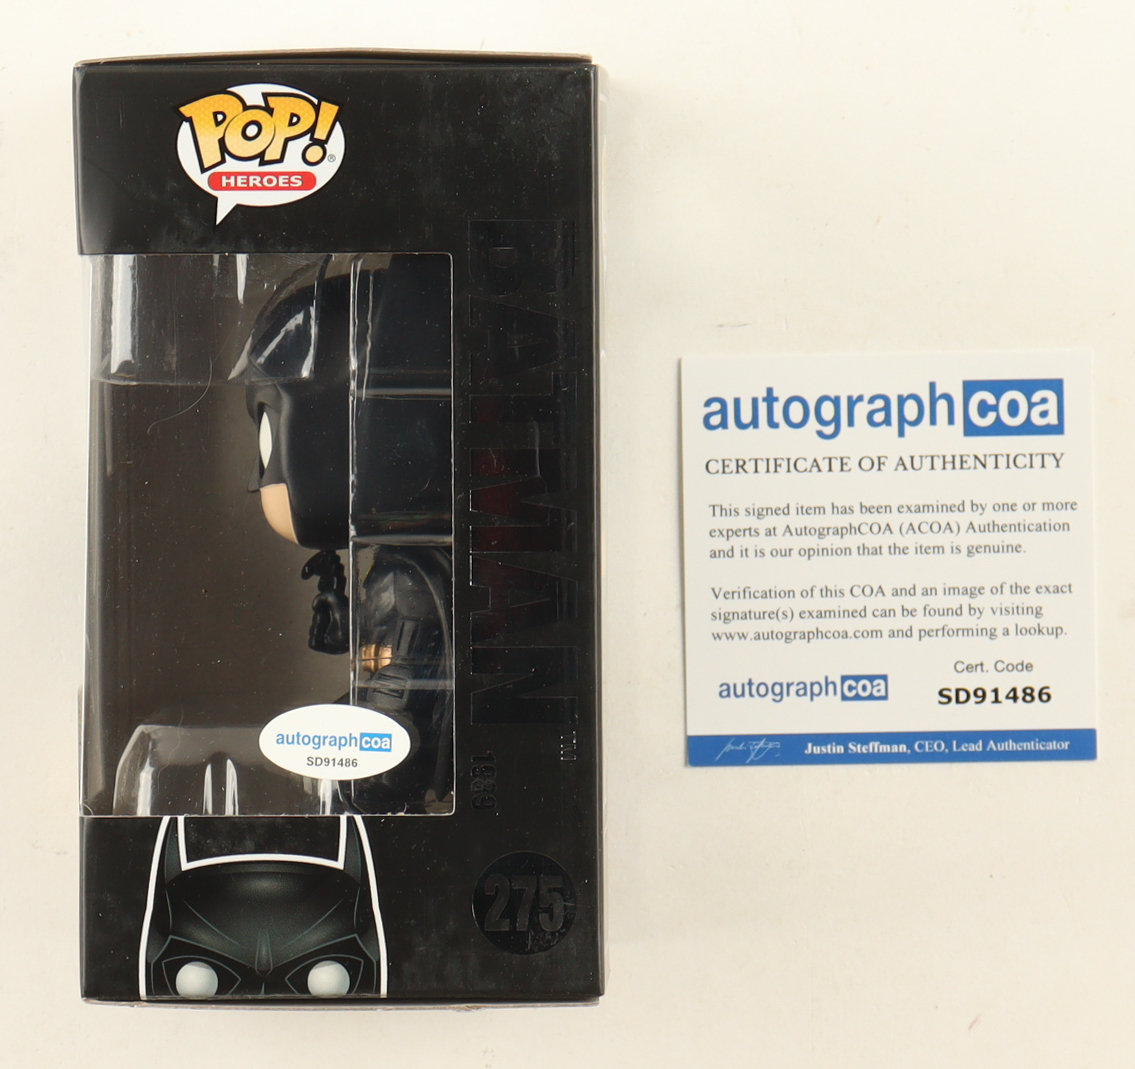 POP!®
HEROES
BATMAN
TM
1989
275
autographcoa
SD91486
autographcoa
CERTIFICATE OF AUTHENTICITY
This signed item has been examined by one or more
experts at AutographCOA (ACOA) Authentication
and it is our opinion that the item is genuine.
Verification of this COA and an image of the exact
signature(s) examined can be found by visiting
www.autographcoa.com and performing a lookup.
autographcoa
Cert. Code
SD91486
Justin Steffman, CEO, Lead Authenticator